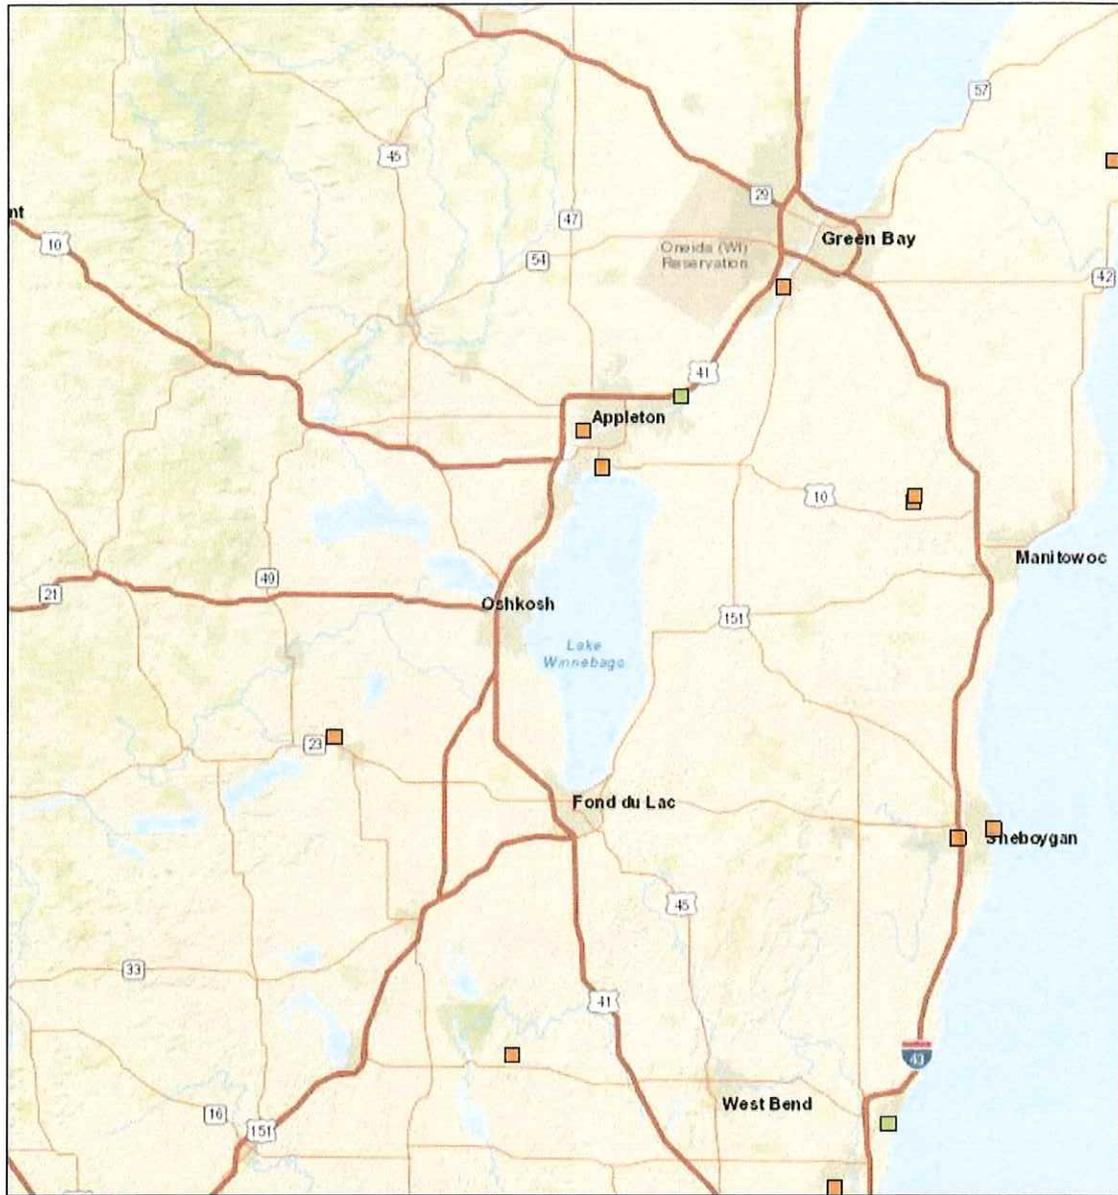 57
45
29
nt
47
10
Green Bay
54
Oneida (WI)
Reservation
42
41
Appleton
10
Manitowoc
49
21
Oshkosh
151
Lake
Winnebago
23
Fond du Lac
Sheboygan
45
33
41
43
West Bend
16
151